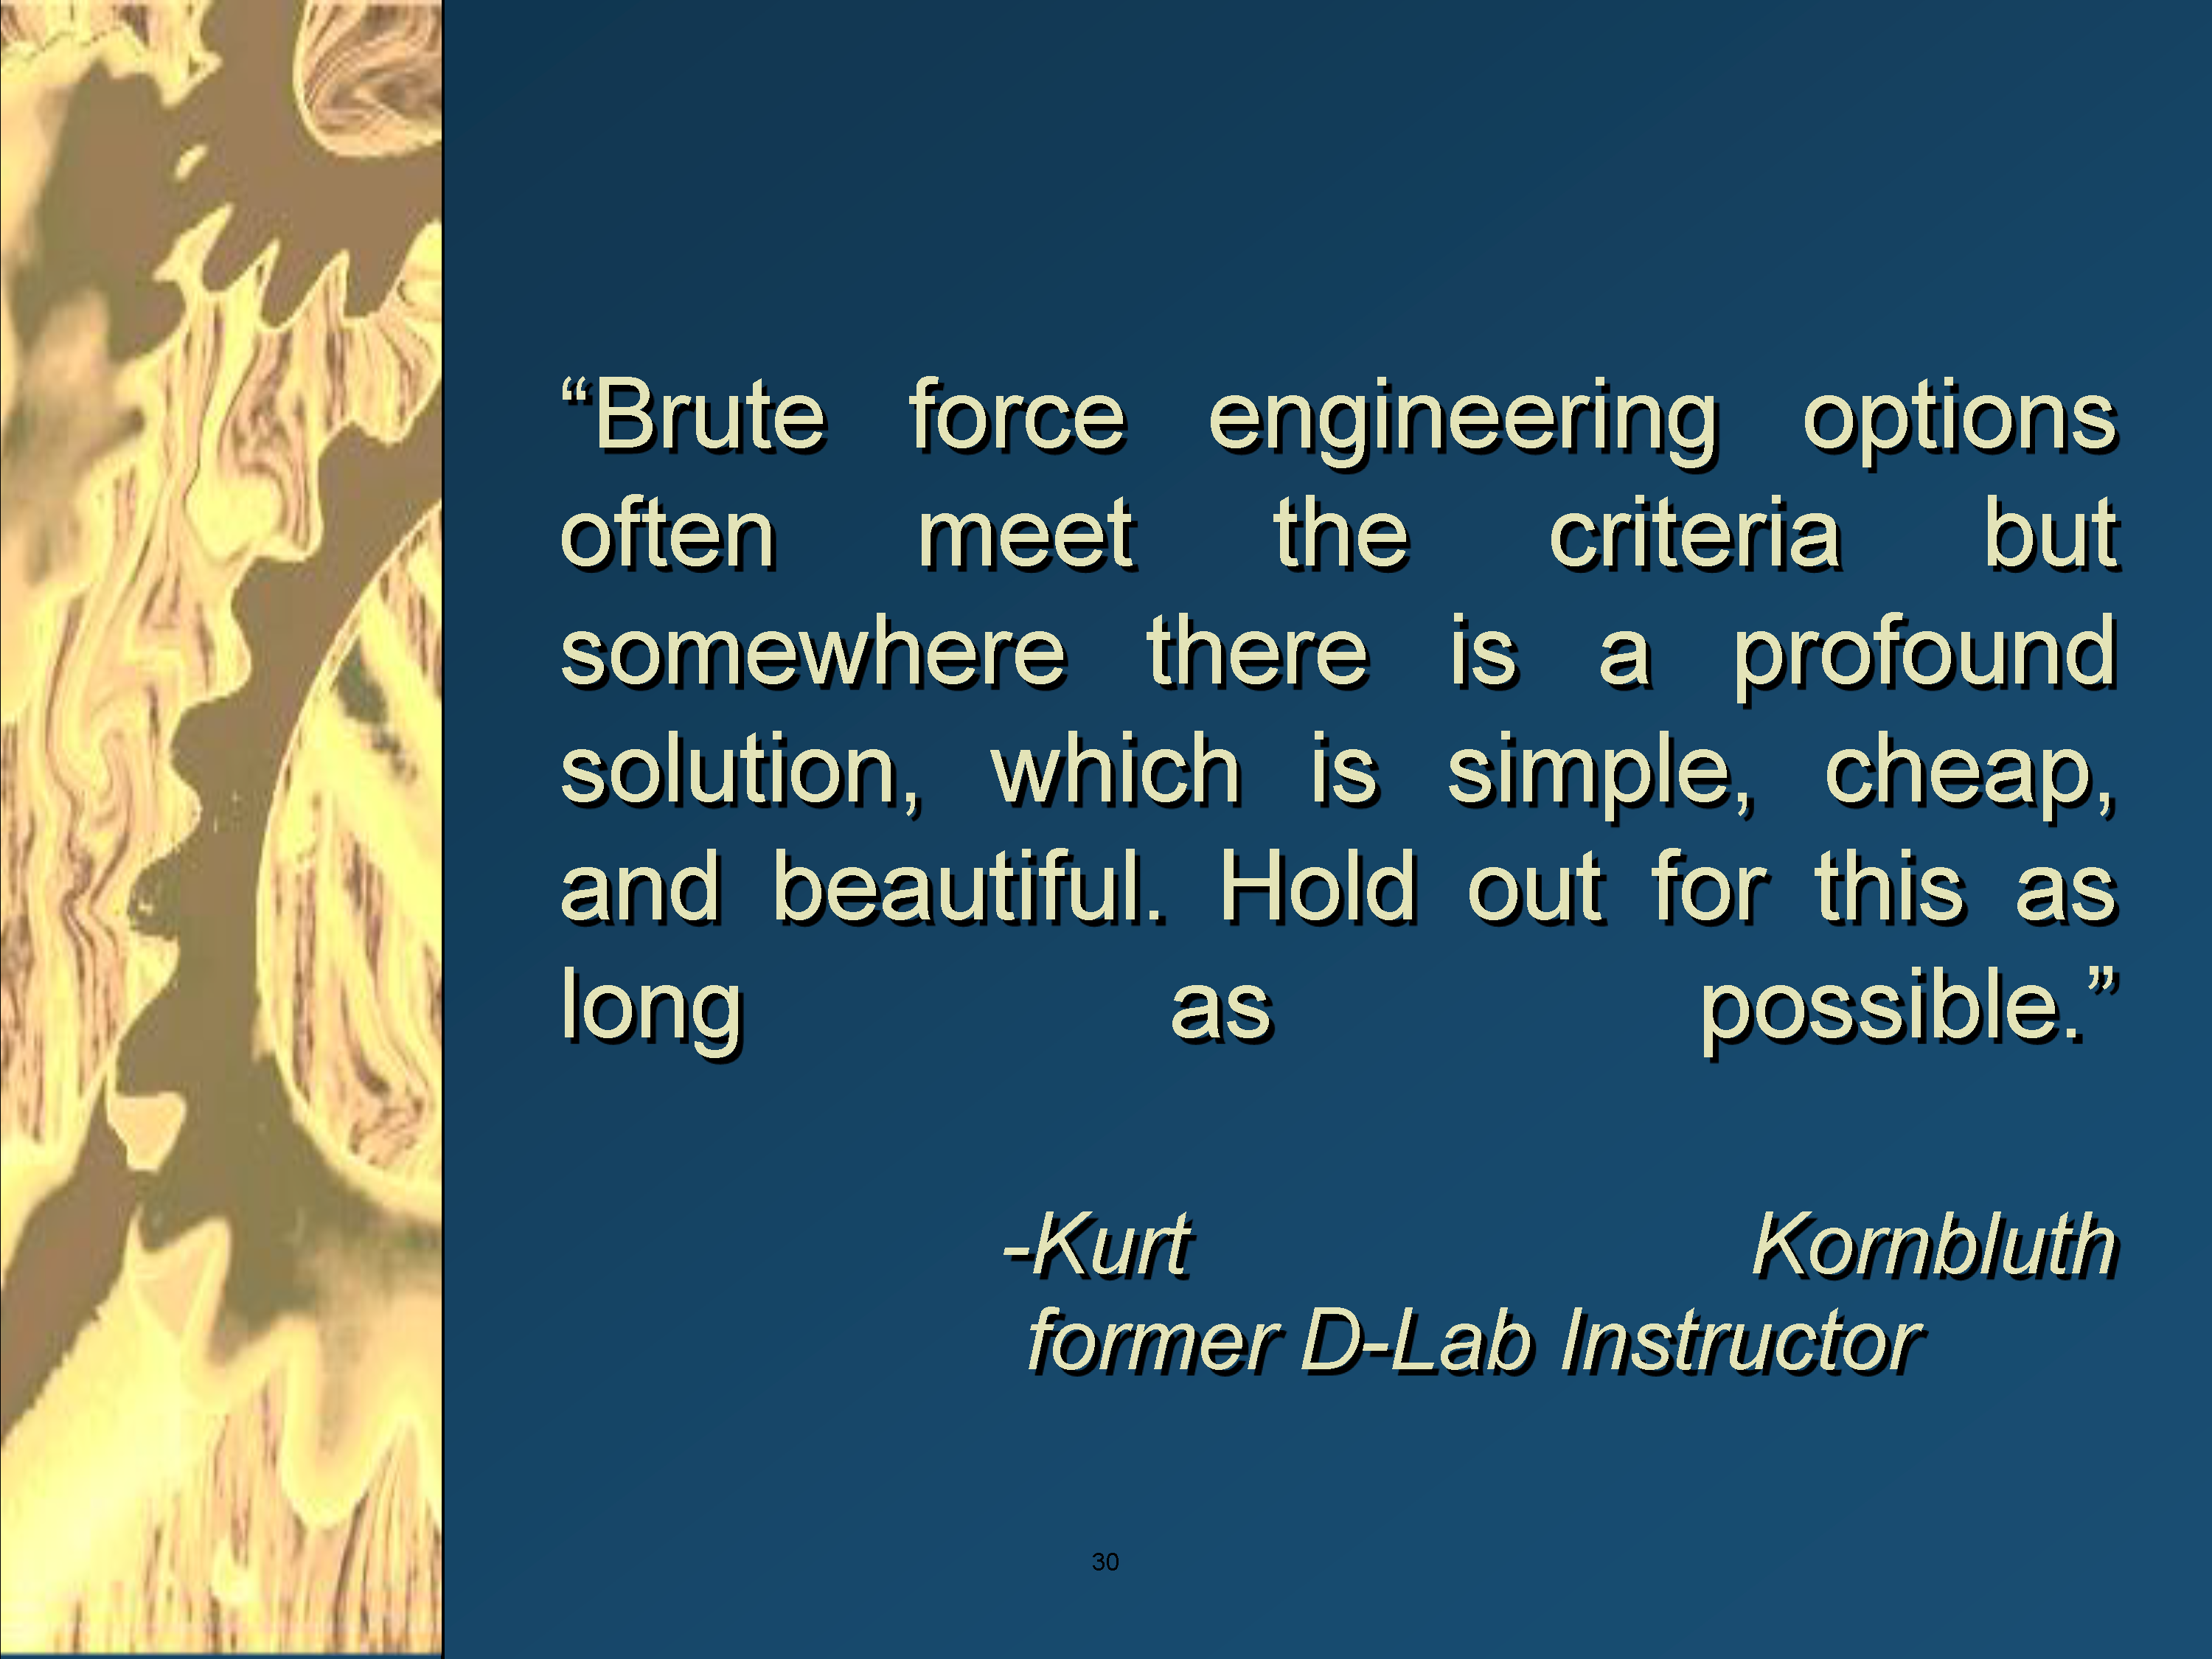 “Brute force engineering options
often meet the criteria but
somewhere there is a profound
solution, which is simple, cheap,
and beautiful. Hold out for this as
long as possible.”
-Kurt Kornbluth
former D-Lab Instructor
30